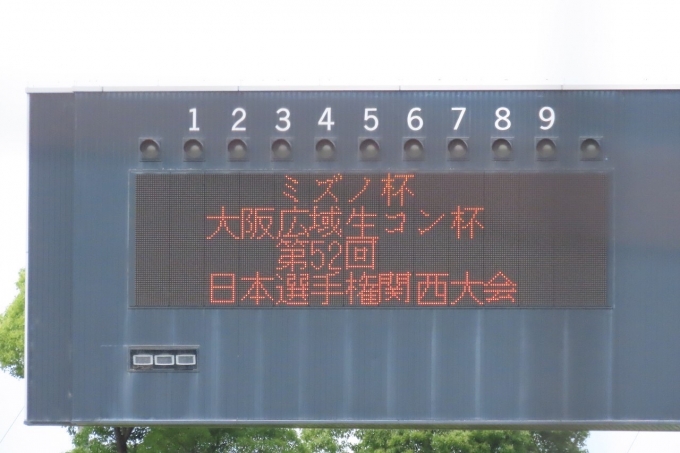 1 2 3 4 5 6 7 8 9
ミズノ杯
大阪広域生コン杯
第52回
日本選手権関西大会